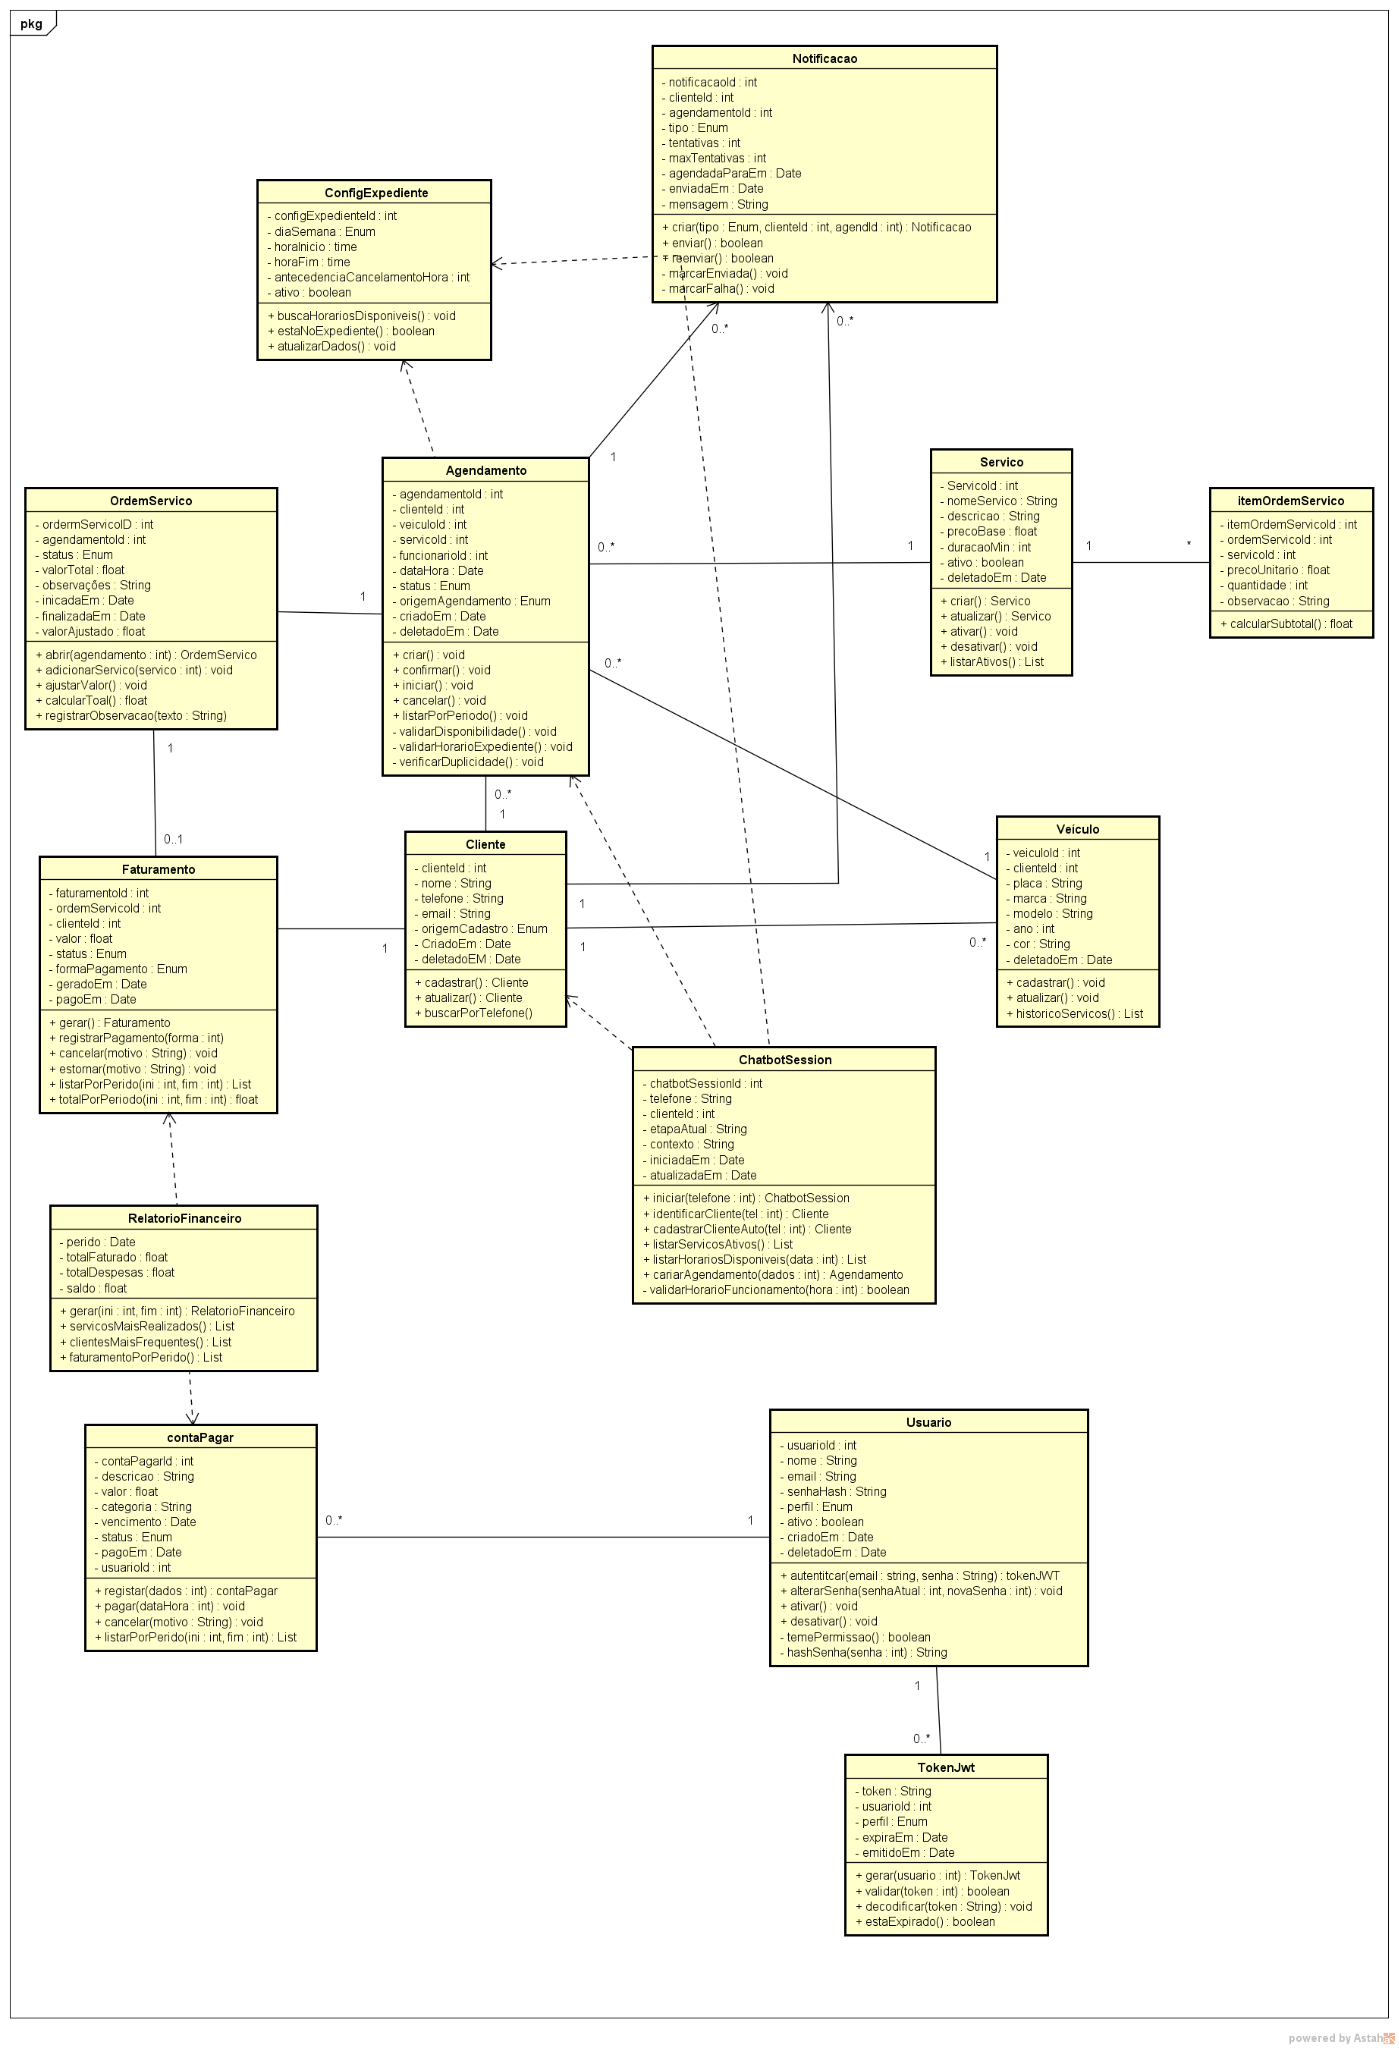 pkg
Notificacao
- notificacaoId : int
- clienteId : int
- agendamentoId : int
- tipo : Enum
- tentativas : int
- maxTentativas : int
- agendadaParaEm : Date
- enviadaEm : Date
- mensagem : String
+ criar(tipo : Enum, clienteId : int, agendId : int) : Notificacao
+ enviar() : boolean
+ reenviar() : boolean
- marcarEnviada() : void
- marcarFalha() : void
0..*
0..*
ConfigExpediente
- configExpedienteId : int
- diaSemana : Enum
- horaInicio : time
- horaFim : time
- antecedenciaCancelamentoHora : int
- ativo : boolean
+ buscaHorariosDisponiveis() : void
+ estaNoExpediente() : boolean
+ atualizarDados() : void
Agendamento
- agendamentoId : int
- clienteId : int
- veiculoId : int
- servicoId : int
- funcionarioId : int
- dataHora : Date
- status : Enum
- origemAgendamento : Enum
- criadoEm : Date
- deletadoEm : Date
+ criar() : void
+ confirmar() : void
+ iniciar() : void
+ cancelar() : void
+ listarPorPeriodo() : void
- validarDisponibilidade() : void
- validarHorarioExpediente() : void
- verificarDuplicidade() : void
1
0..*
1
0..*
1
0..*
1
Servico
- ServicoId : int
- nomeServico : String
- descricao : String
- precoBase : float
- duracaoMin : int
- ativo : boolean
- deletadoEm : Date
+ criar() : Servico
+ atualizar() : Servico
+ ativar() : void
+ desativar() : void
+ listarAtivos() : List
1
*
itemOrdemServico
- itemOrdemServicoId : int
- ordemServicoId : int
- servicoId : int
- precoUnitario : float
- quantidade : int
- observacao : String
+ calcularSubtotal() : float
OrdemServico
- ordermServicoID : int
- agendamentoId : int
- status : Enum
- valorTotal : float
- observações : String
- inicadaEm : Date
- finalizadaEm : Date
- valorAjustado : float
+ abrir(agendamento : int) : OrdemServico
+ adicionarServico(servico : int) : void
+ ajustarValor() : void
+ calcularToal() : float
+ registrarObservacao(texto : String)
1
0..1
Faturamento
- faturamentoId : int
- ordemServicoId : int
- clienteId : int
- valor : float
- status : Enum
- formaPagamento : Enum
- geradoEm : Date
- pagoEm : Date
+ gerar() : Faturamento
+ registrarPagamento(forma : int)
+ cancelar(motivo : String) : void
+ estornar(motivo : String) : void
+ listarPorPerido(ini : int, fim : int) : List
+ totalPorPeriodo(ini : int, fim : int) : float
1
Cliente
- clienteId : int
- nome : String
- telefone : String
- email : String
- origemCadastro : Enum
- CriadoEm : Date
- deletadoEM : Date
+ cadastrar() : Cliente
+ atualizar() : Cliente
+ buscarPorTelefone()
1
1
1
0..*
Veiculo
- veiculoId : int
- clienteId : int
- placa : String
- marca : String
- modelo : String
- ano : int
- cor : String
- deletadoEm : Date
+ cadastrar() : void
+ atualizar() : void
+ historicoServicos() : List
ChatbotSession
- chatbotSessionId : int
- telefone : String
- clienteId : int
- etapaAtual : String
- contexto : String
- iniciadaEm : Date
- atualizadaEm : Date
+ iniciar(telefone : int) : ChatbotSession
+ identificarCliente(tel : int) : Cliente
+ cadastrarClienteAuto(tel : int) : Cliente
+ listarServicosAtivos() : List
+ listarHorariosDisponiveis(data : int) : List
+ cariarAgendamento(dados : int) : Agendamento
- validarHorarioFuncionamento(hora : int) : boolean
RelatorioFinanceiro
- perido : Date
- totalFaturado : float
- totalDespesas : float
- saldo : float
+ gerar(ini : int, fim : int) : RelatorioFinanceiro
+ servicosMaisRealizados() : List
+ clientesMaisFrequentes() : List
+ faturamentoPorPerido() : List
contaPagar
- contaPagarId : int
- descricao : String
- valor : float
- categoria : String
- vencimento : Date
- status : Enum
- pagoEm : Date
- usuarioId : int
+ registar(dados : int) : contaPagar
+ pagar(dataHora : int) : void
+ cancelar(motivo : String) : void
+ listarPorPerido(ini : int, fim : int) : List
0..*
1
Usuario
- usuarioId : int
- nome : String
- email : String
- senhaHash : String
- perfil : Enum
- ativo : boolean
- criadoEm : Date
- deletadoEm : Date
+ autentitcar(email : string, senha : String) : tokenJWT
+ alterarSenha(senhaAtual : int, novaSenha : int) : void
+ ativar() : void
+ desativar() : void
- temePermissao() : boolean
- hashSenha(senha : int) : String
1
0..*
TokenJwt
- token : String
- usuarioId : int
- perfil : Enum
- expiraEm : Date
- emitidoEm : Date
+ gerar(usuario : int) : TokenJwt
+ validar(token : int) : boolean
+ decodificar(token : String) : void
+ estaExpirado() : boolean
powered by Astah